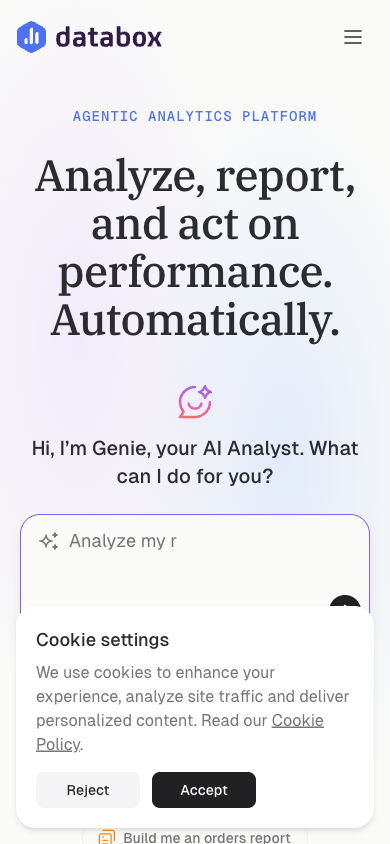 databox
AGENTIC ANALYTICS PLATFORM
Analyze, report,
and act on
performance.
Automatically.
Hi, I’m Genie, your AI Analyst. What
can I do for you?
Analyze my r
Cookie settings
We use cookies to enhance your
experience, analyze site traffic and deliver
personalized content. Read our Cookie
Policy.
Reject Accept
Build me an orders report